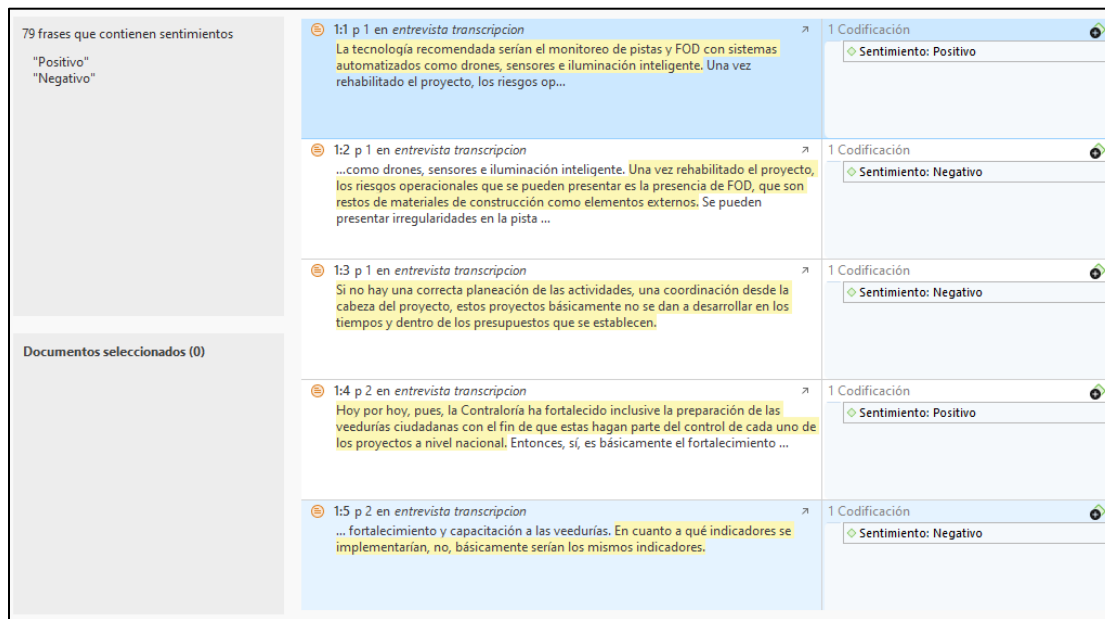 79 frases que contienen sentimientos
"Positivo"
"Negativo"
Documentos seleccionados (0)
1:1 p 1 en entrevista transcripcion
La tecnología recomendada serían el monitoreo de pistas y FOD con sistemas
automatizados como drones, sensores e iluminación inteligente. Una vez
rehabilitado el proyecto, los riesgos op...
1 Codificación
Sentimiento: Positivo
1:2 p 1 en entrevista transcripcion
...como drones, sensores e iluminación inteligente. Una vez rehabilitado el proyecto,
los riesgos operacionales que se pueden presentar es la presencia de FOD, que son
restos de materiales de construcción como elementos externos. Se pueden
presentar irregularidades en la pista ...
1 Codificación
Sentimiento: Negativo
1:3 p 1 en entrevista transcripcion
Si no hay una correcta planeación de las actividades, una coordinación desde la
cabeza del proyecto, estos proyectos básicamente no se dan a desarrollar en los
tiempos y dentro de los presupuestos que se establecen.
1 Codificación
Sentimiento: Negativo
1:4 p 2 en entrevista transcripcion
Hoy por hoy, pues, la Contraloría ha fortalecido inclusive la preparación de las
veedurías ciudadanas con el fin de que estas hagan parte del control de cada uno de
los proyectos a nivel nacional. Entonces, sí, es básicamente el fortalecimiento ...
1 Codificación
Sentimiento: Positivo
1:5 p 2 en entrevista transcripcion
... fortalecimiento y capacitación a las veedurías. En cuanto a qué indicadores se
implementarían, no, básicamente serían los mismos indicadores.
1 Codificación
Sentimiento: Negativo